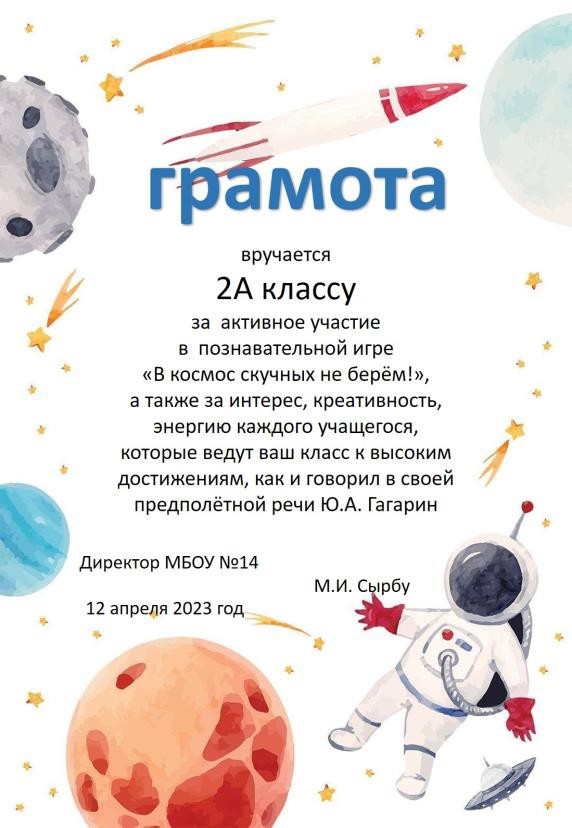 грамота
вручается
2А классу
за активное участие
в познавательной игре
«В космос скучных не берём!»,
а также за интерес, креативность,
энергию каждого учащегося,
которые ведут ваш класс к высоким
достижениям, как и говорил в своей
предполётной речи Ю.А. Гагарин
Директор МБОУ №14
М.И. Сырбу
12 апреля 2023 год